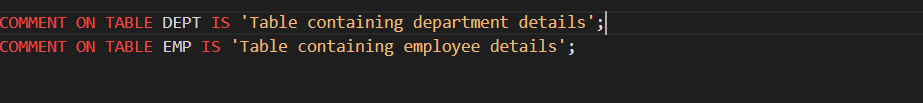 COMMENT ON TABLE DEPT IS 'Table containing department details';
COMMENT ON TABLE EMP IS 'Table containing employee details';